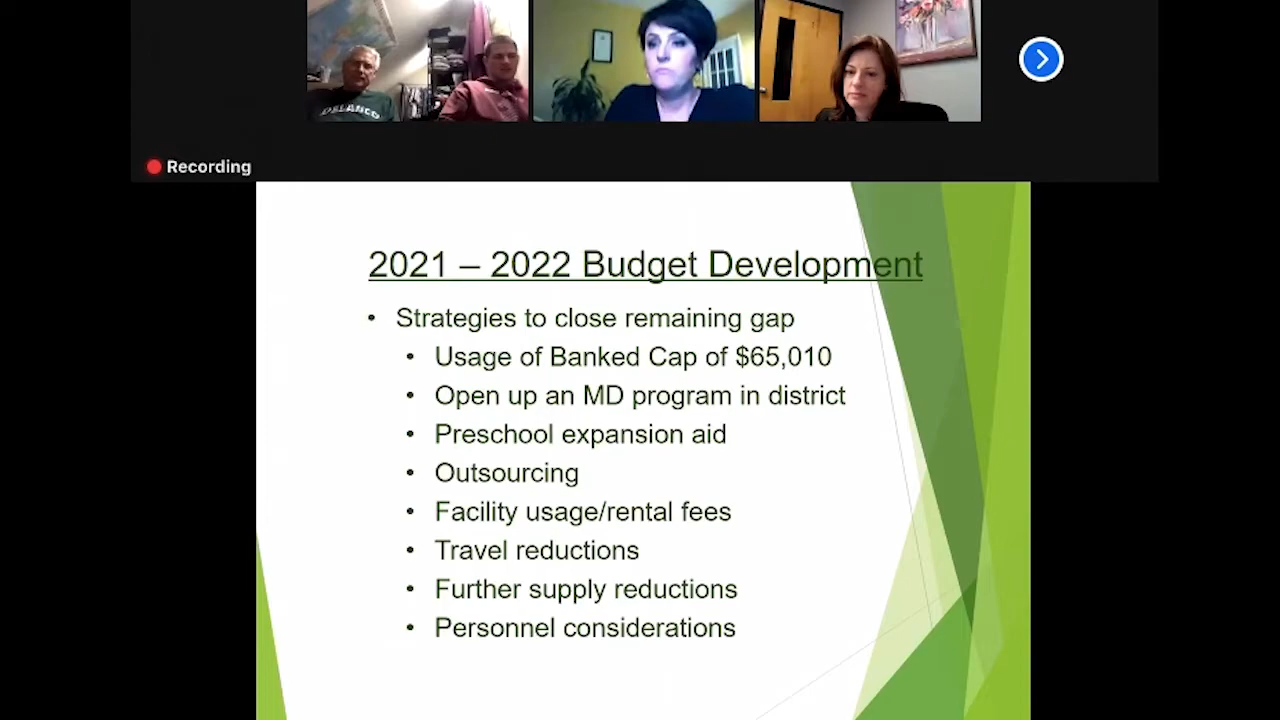 DELANCO
Recording
2021 – 2022 Budget Development
• Strategies to close remaining gap
• Usage of Banked Cap of $65,010
• Open up an MD program in district
• Preschool expansion aid
• Outsourcing
• Facility usage/rental fees
• Travel reductions
• Further supply reductions
• Personnel considerations